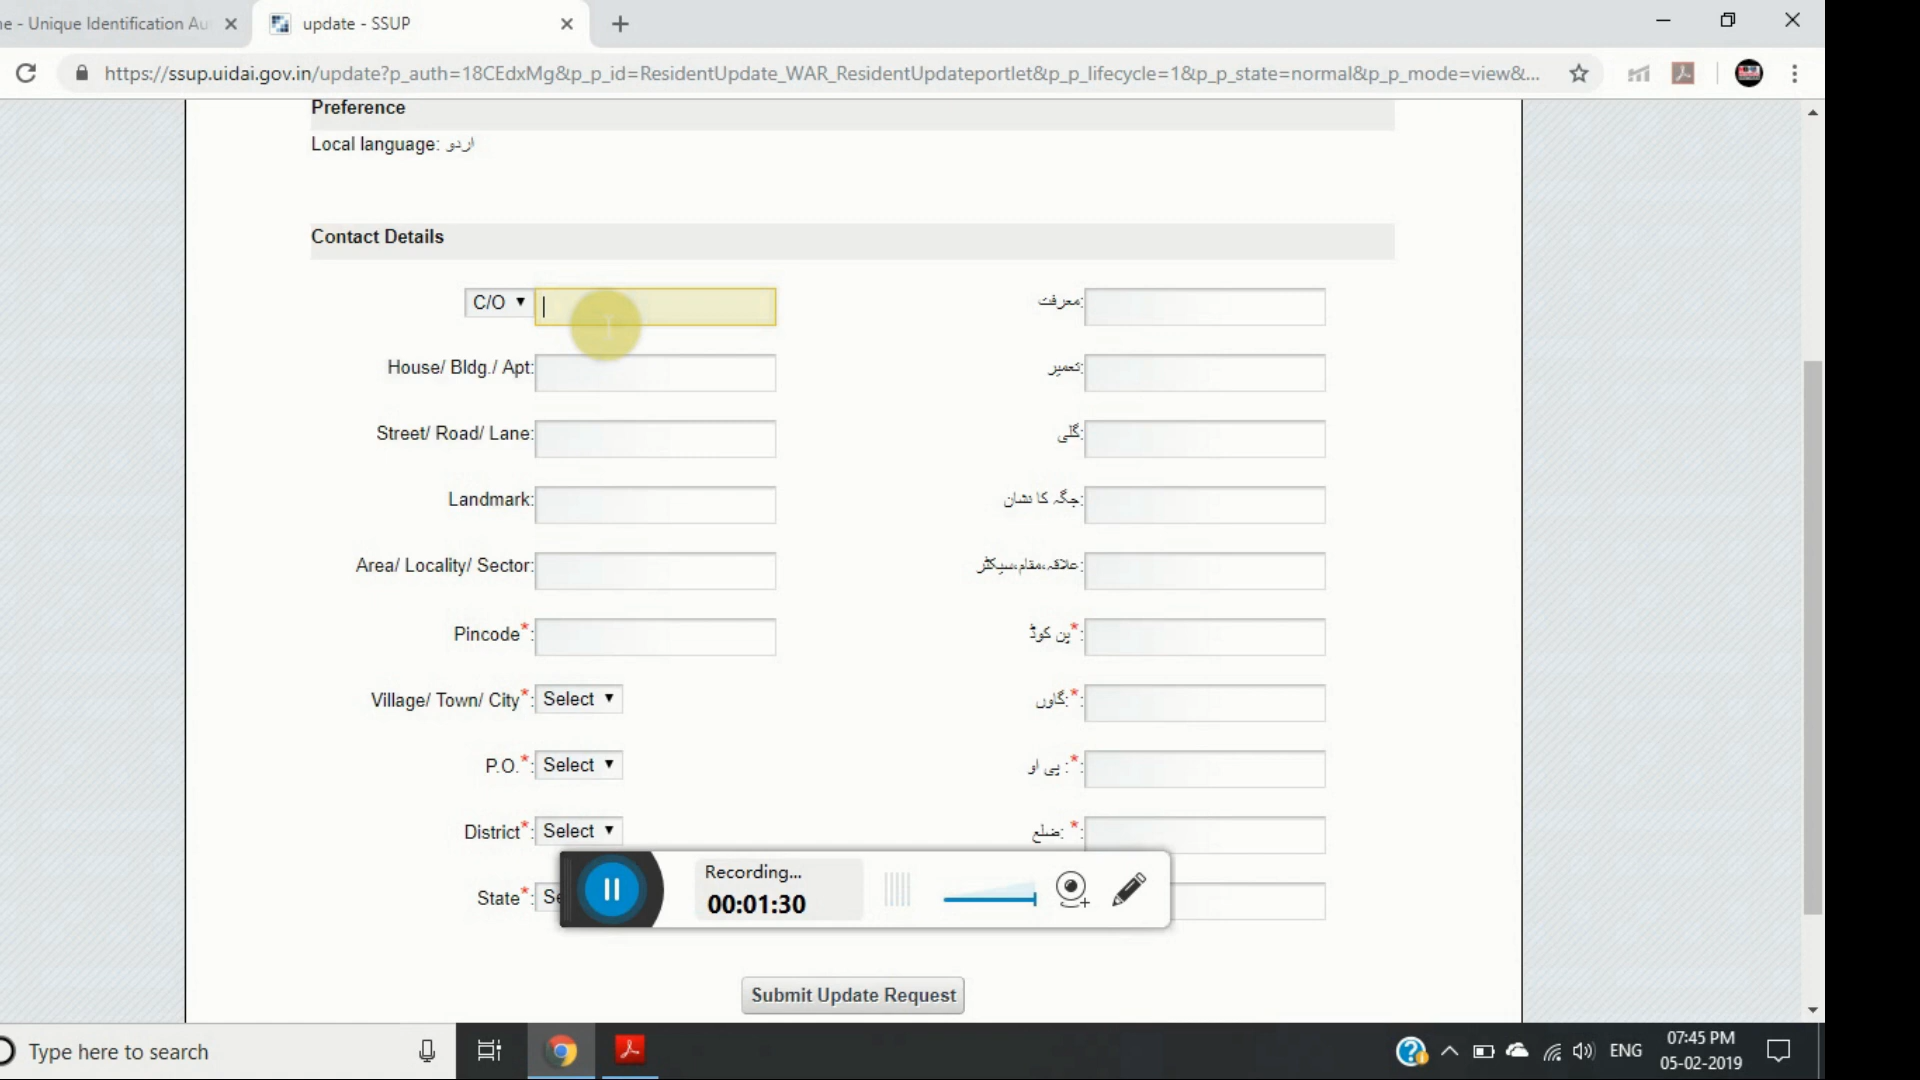 ne - Unique Identification Au
update - SSUP
https://ssup.uidai.gov.in/update?p_auth=18CEdxMg&p_p_id=ResidentUpdate_WAR_ResidentUpdateportlet&p_p_lifecycle=1&p_p_state=normal&p_p_mode=view&...
Preference
Local language: اردو
Contact Details
C/O معرفت:
House/ Bldg./ Apt: تعمیر:
Street/ Road/ Lane: گلی:
Landmark: جگہ کا نشان:
Area/ Locality/ Sector: علاقہ،مقام،سیکٹر:
Pincode*: پن کوڈ*:
Village/ Town/ City*: Select گاوں:*:
P.O.*: Select پی او :*:
District*: Select ضلع: *:
State*: Se
Recording...
00:01:30
Submit Update Request
Type here to search
ENG
07:45 PM
05-02-2019